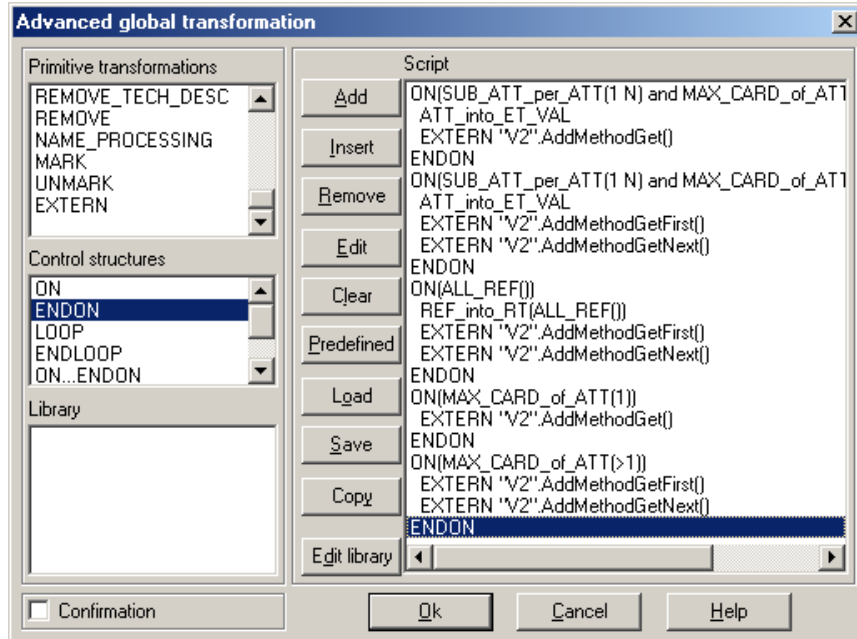 Advanced global transformation
Primitive transformations
REMOVE_TECH_DESC
REMOVE
NAME_PROCESSING
MARK
UNMARK
EXTERN
Control structures
ON
ENDON
LOOP
ENDLOOP
ON...ENDON
Library
Add
Insert
Remove
Edit
Clear
Predefined
Load
Save
Copy
Edit library
Script
ON(SUB_ATT_per_ATT(1 N) and MAX_CARD_of_ATT
ATT_into_ET_VAL
EXTERN "V2".AddMethodGet()
ENDON
ON(SUB_ATT_per_ATT(1 N) and MAX_CARD_of_ATT
ATT_into_ET_VAL
EXTERN "V2".AddMethodGetFirst()
EXTERN "V2".AddMethodGetNext()
ENDON
ON(ALL_REF())
REF_into_RT(ALL_REF())
EXTERN "V2".AddMethodGetFirst()
EXTERN "V2".AddMethodGetNext()
ENDON
ON(MAX_CARD_of_ATT(1))
EXTERN "V2".AddMethodGet()
ENDON
ON(MAX_CARD_of_ATT(>1))
EXTERN "V2".AddMethodGetFirst()
EXTERN "V2".AddMethodGetNext()
ENDON
Confirmation
Ok
Cancel
Help